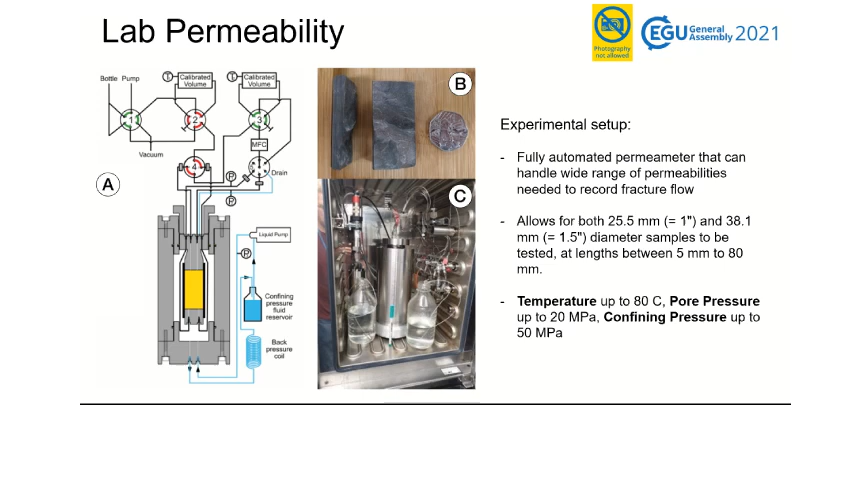 Lab Permeability
Photography
not allowed
EGU General
Assembly 2021
Bottle Pump
T Calibrated
Volume
T Calibrated
Volume
1
2
3
Vacuum
MFC
4
P
Drain
P
A
Liquid Pump
P
Confining
pressure
fluid
reservoir
Back
pressure
coil
B
C
Experimental setup:
- Fully automated permeameter that can
handle wide range of permeabilities
needed to record fracture flow
- Allows for both 25.5 mm (= 1") and 38.1
mm (= 1.5") diameter samples to be
tested, at lengths between 5 mm to 80
mm.
- Temperature up to 80 C, Pore Pressure
up to 20 MPa, Confining Pressure up to
50 MPa